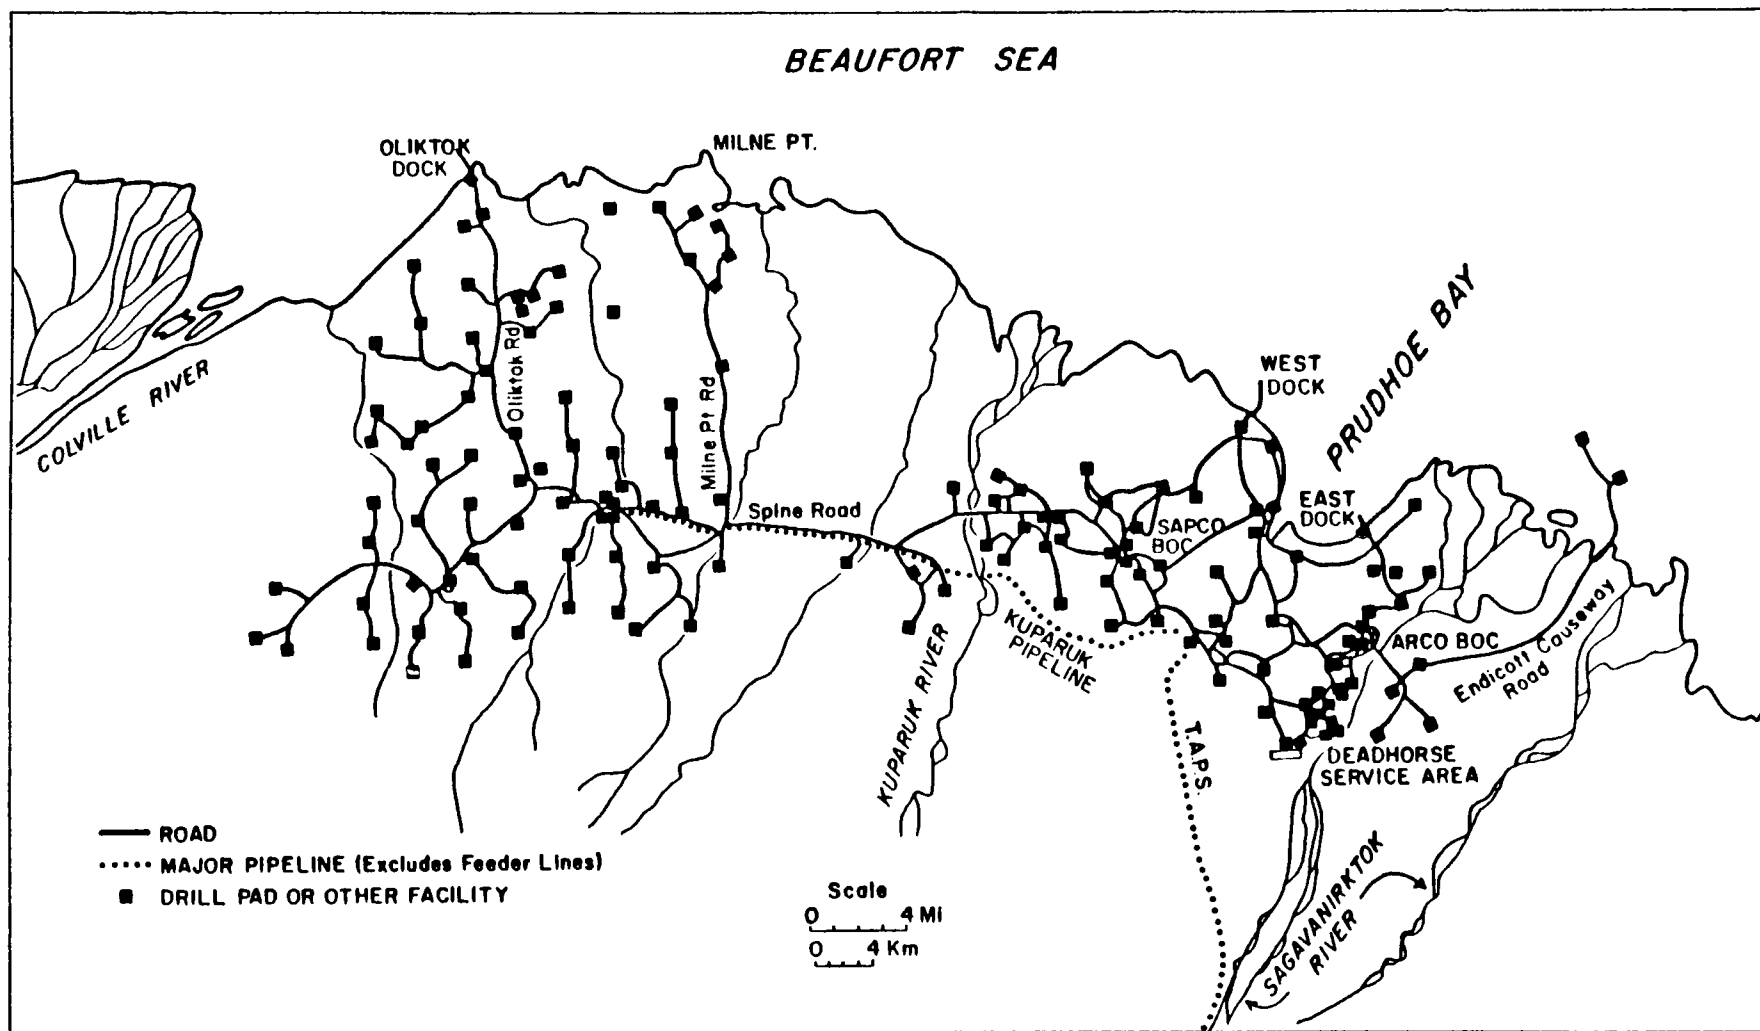 BEAUFORT SEA
OLIKTOK
DOCK
MILNE PT.
COLVILLE RIVER
Oliktok Rd
Milne Pt Rd
Spine Road
WEST
DOCK
PRUDHOE BAY
EAST
DOCK
SAPCO
BOC
KUPARUK
PIPELINE
KUPARUK RIVER
ARCO BOC
Endicott Causeway
Road
T.A.P.S.
DEADHORSE
SERVICE AREA
SAGAVANIRKTOK
RIVER
ROAD
MAJOR PIPELINE (Excludes Feeder Lines)
DRILL PAD OR OTHER FACILITY
Scale
0 4 Mi
0 4 Km